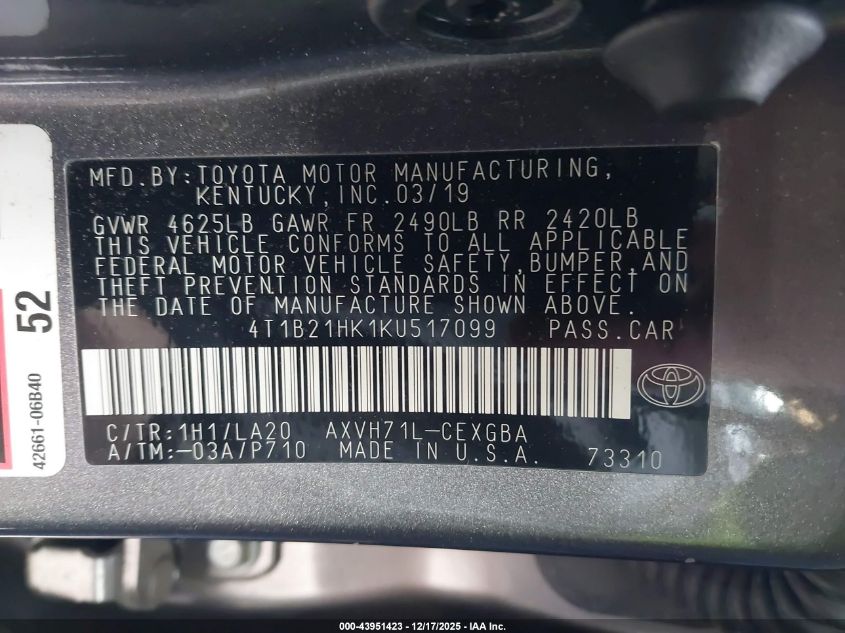 MFD.BY:TOYOTA MOTOR MANUFACTURING,
KENTUCKY,INC.03/19
GVWR 4625LB GAWR FR 2490LB RR 2420LB
THIS VEHICLE CONFORMS TO ALL APPLICABLE
FEDERAL MOTOR VEHICLE SAFETY,BUMPER,AND
THEFT PREVENTION STANDARDS IN EFFECT ON
THE DATE OF MANUFACTURE SHOWN ABOVE.
4T1B21HK1KU517099 PASS.CAR
C/TR:1H1/LA20 AXVH71L-CEXGBA
A/TM:-03A/P710 MADE IN U.S.A. 73310
52
42661-06B40
000-43951423 - 12/17/2025 - IAA Inc.